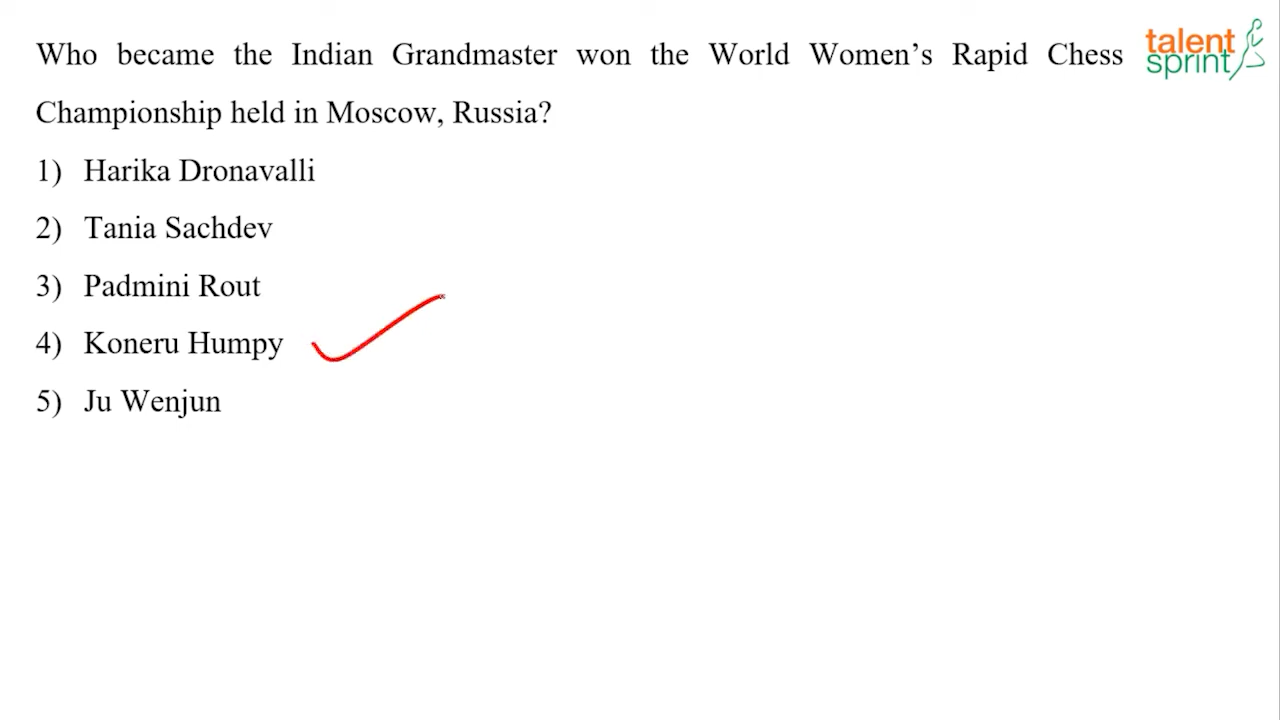 Who became the Indian Grandmaster won the World Women's Rapid Chess
Championship held in Moscow, Russia?
1) Harika Dronavalli
2) Tania Sachdev
3) Padmini Rout
4) Koneru Humpy
5) Ju Wenjun
talent
sprint